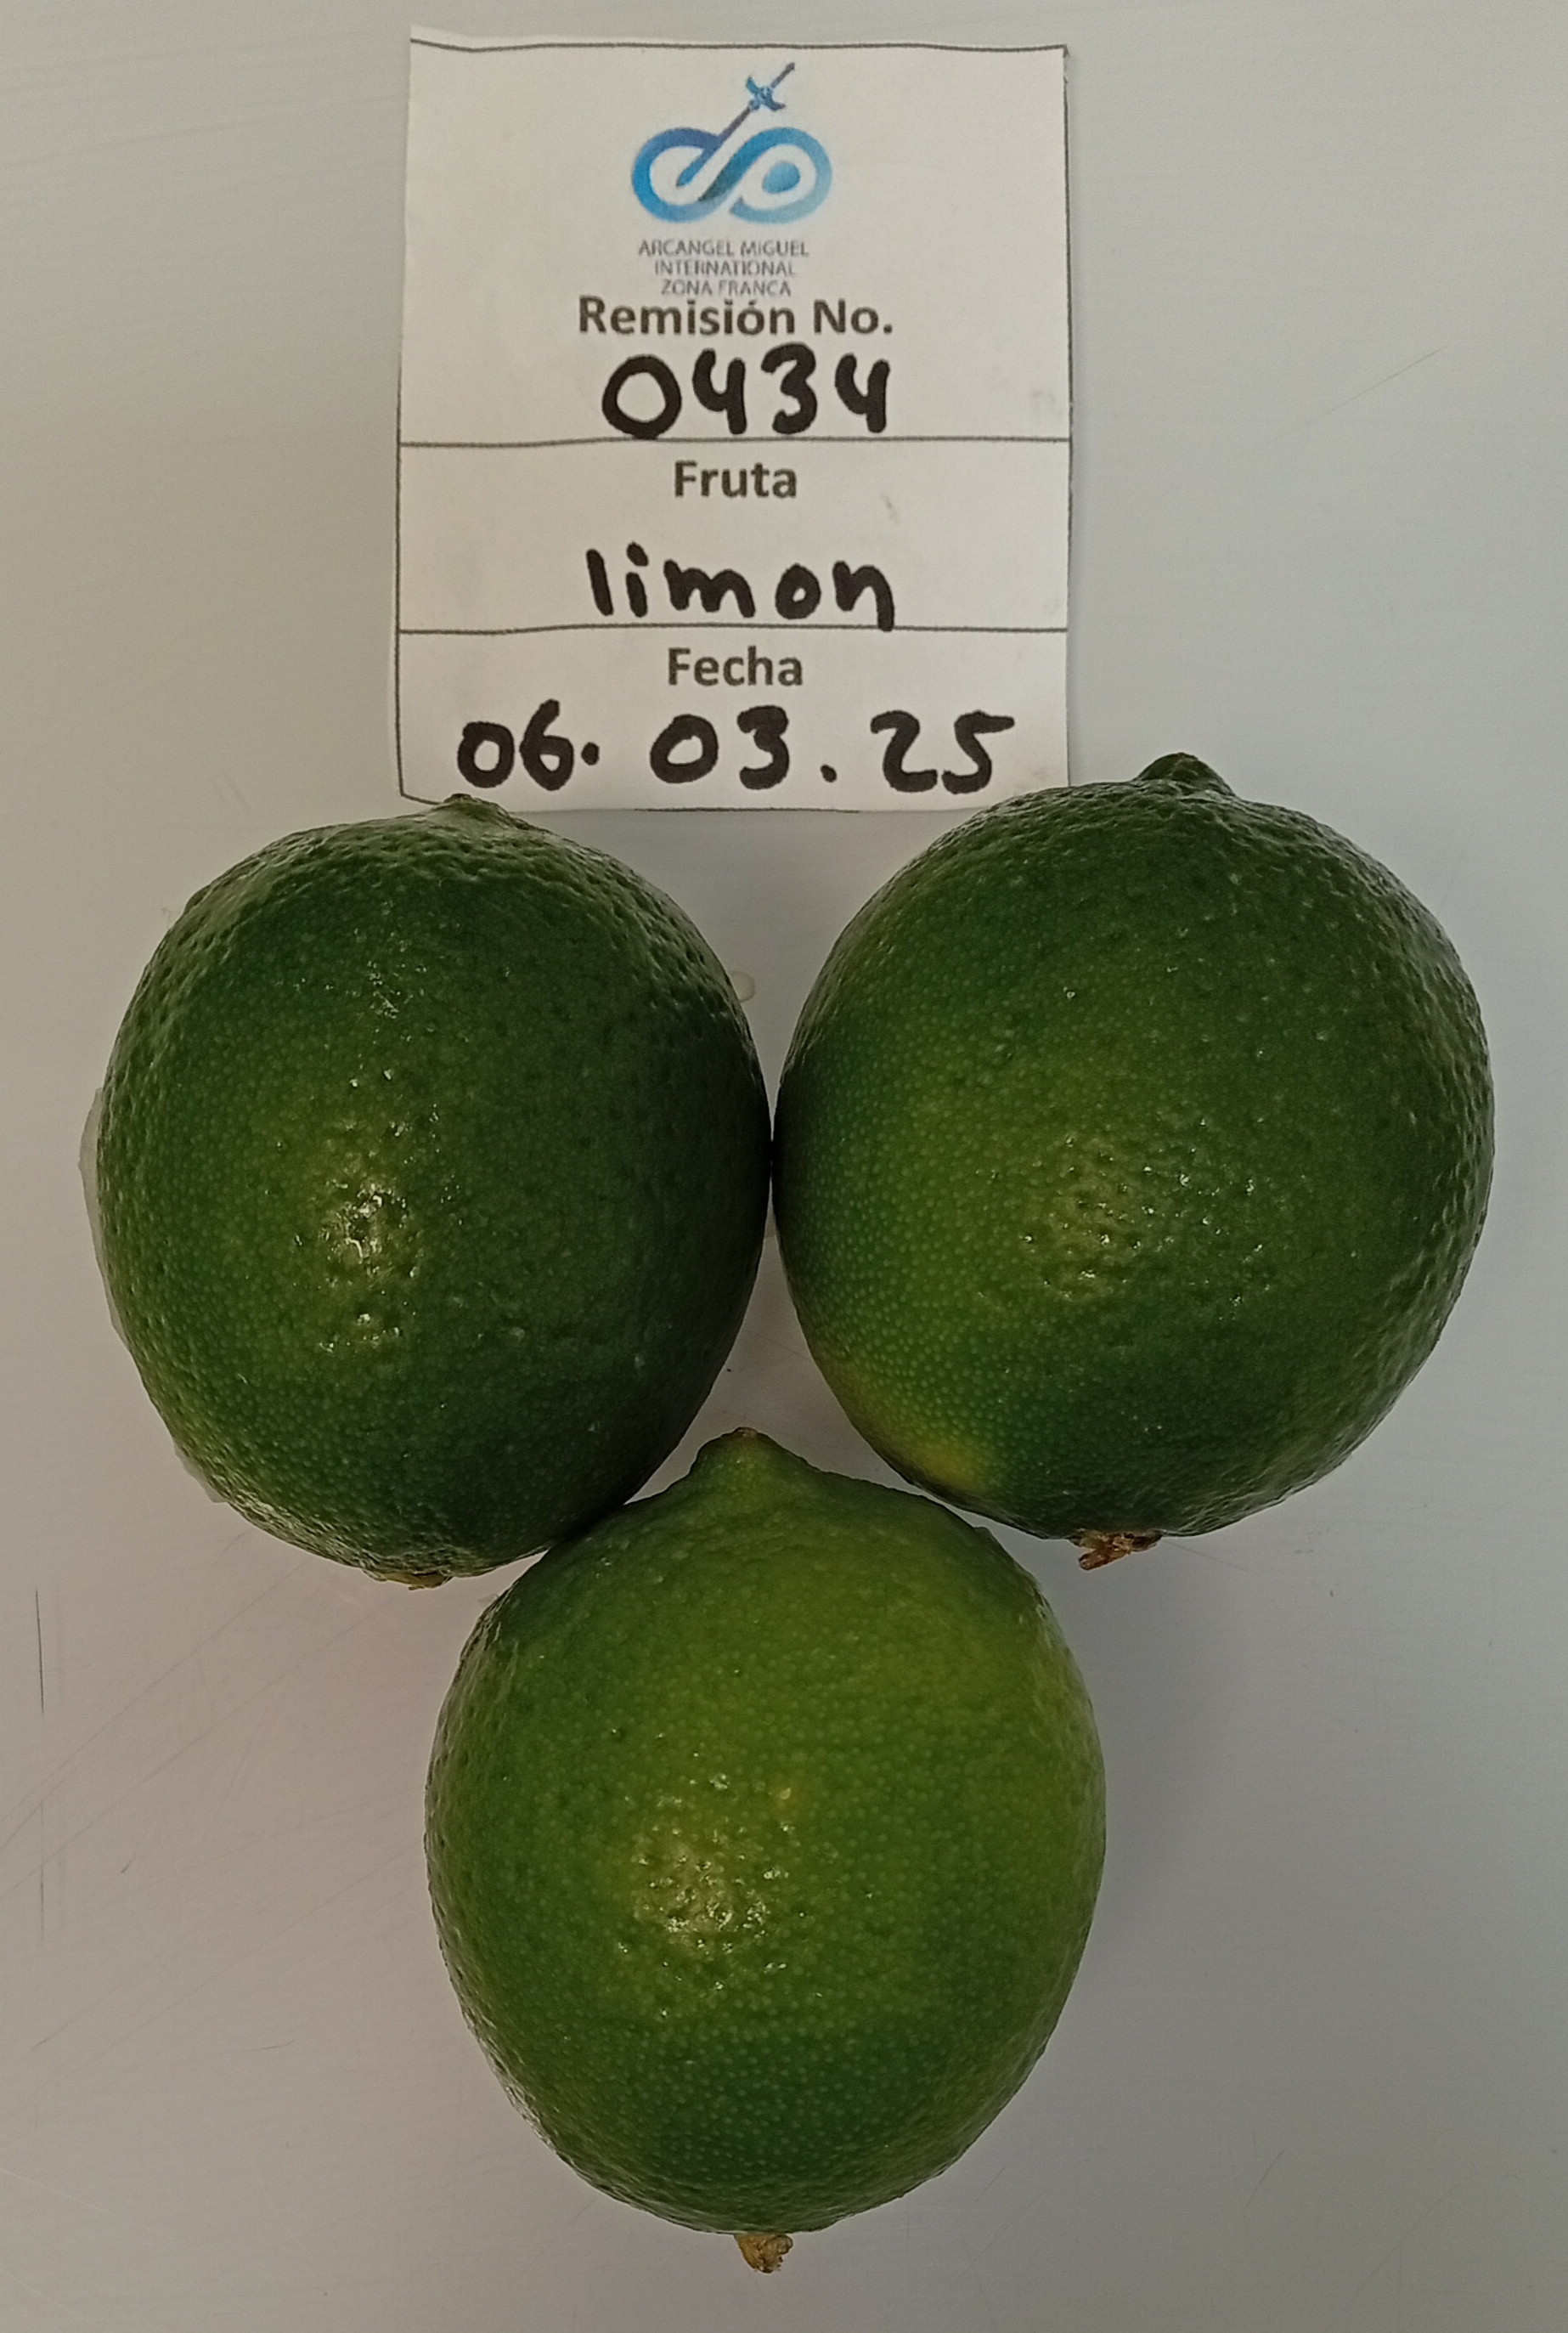 ARCANGEL MIGUEL
INTERNATIONAL
ZONA FRANCA
Remisión No.
0434
Fruta
limon
Fecha
06. 03. 25